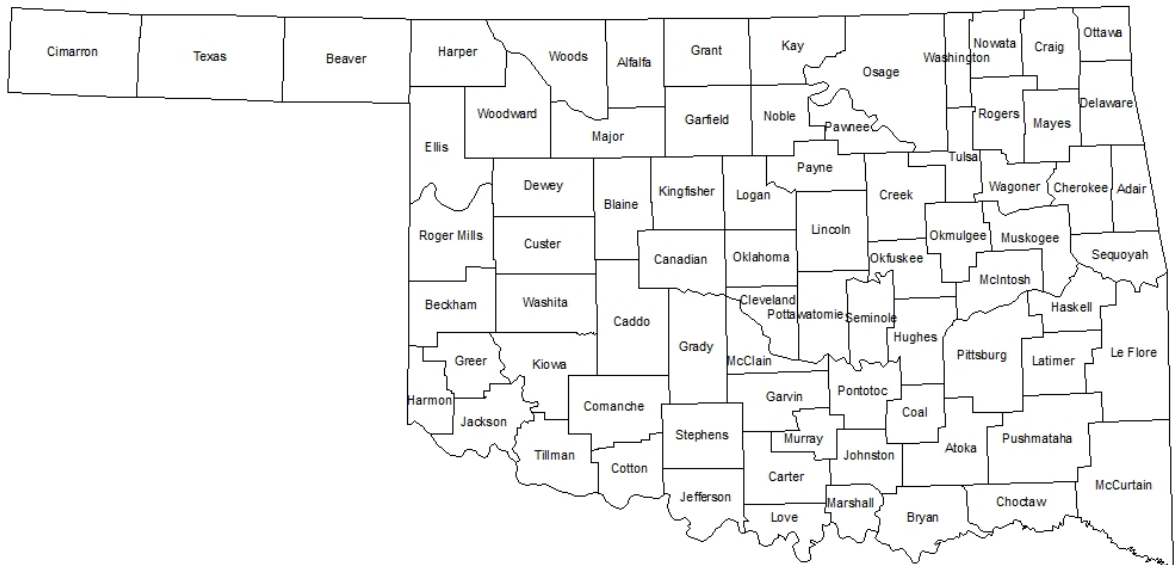 Cimarron
Texas
Beaver
Harper
Woods
Alfalfa
Grant
Kay
Osage
Washington
Nowata
Craig
Ottawa
Woodward
Major
Garfield
Noble
Pawnee
Rogers
Mayes
Delaware
Ellis
Dewey
Blaine
Kingfisher
Logan
Payne
Creek
Tulsa
Wagoner
Cherokee
Adair
Roger Mills
Custer
Canadian
Oklahoma
Lincoln
Okfuskee
Okmulgee
Muskogee
Sequoyah
McIntosh
Beckham
Washita
Caddo
Grady
Cleveland
Pottawatomie
Seminole
Hughes
Haskell
Pittsburg
Latimer
Le Flore
Greer
Kiowa
McClain
Harmon
Jackson
Comanche
Garvin
Pontotoc
Coal
Tillman
Cotton
Stephens
Murray
Johnston
Atoka
Pushmataha
Carter
McCurtain
Jefferson
Love
Marshall
Bryan
Choctaw